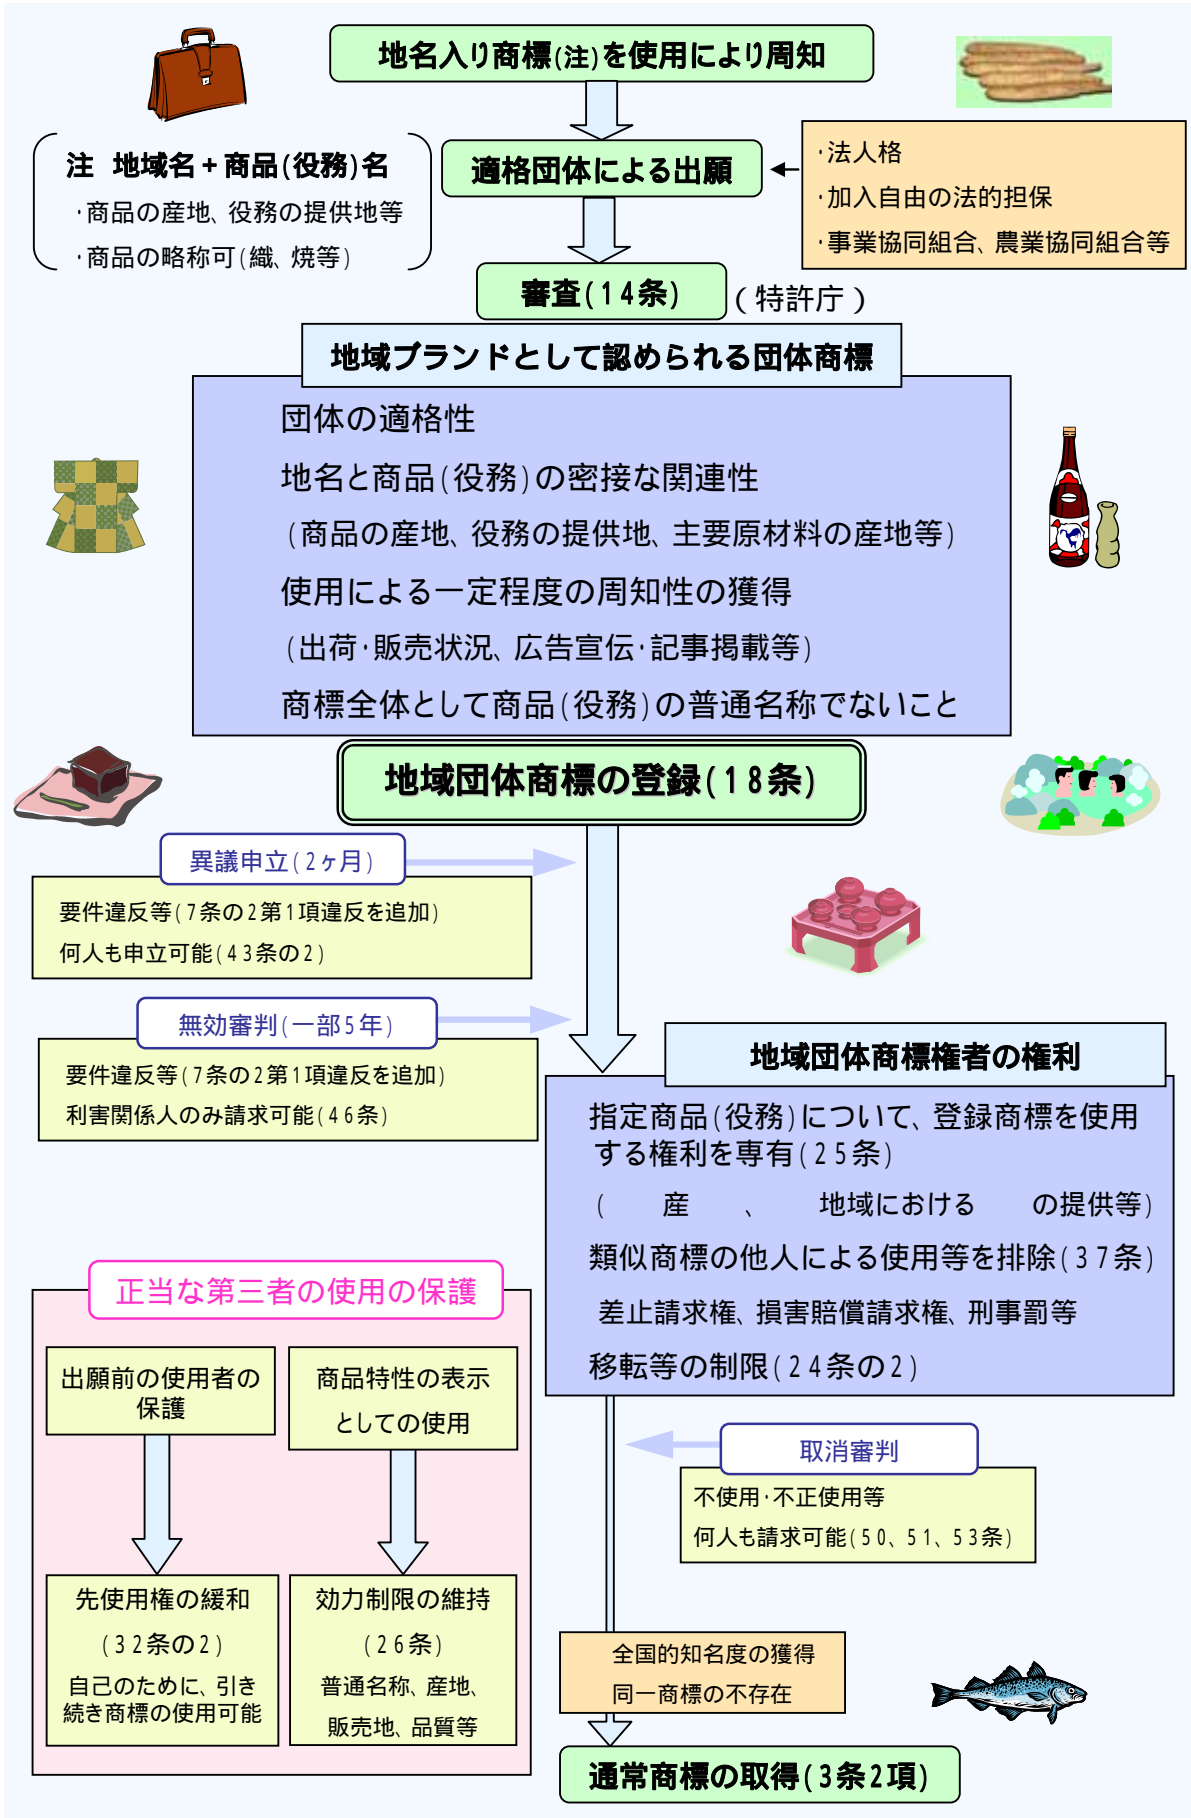 地名入り商標(注)を使用により周知
注 地域名+商品(役務)名
・商品の産地、役務の提供地等
・商品の略称可(織、焼等)
適格団体による出願
・法人格
・加入自由の法的担保
・事業協同組合、農業協同組合等
審査(14条)
(特許庁)
地域ブランドとして認められる団体商標
団体の適格性
地名と商品(役務)の密接な関連性
(商品の産地、役務の提供地、主要原材料の産地等)
使用による一定程度の周知性の獲得
(出荷・販売状況、広告宣伝・記事掲載等)
商標全体として商品(役務)の普通名称でないこと
地域団体商標の登録(18条)
異議申立(2ヶ月)
要件違反等(7条の2第1項違反を追加)
何人も申立可能(43条の2)
無効審判(一部5年)
要件違反等(7条の2第1項違反を追加)
利害関係人のみ請求可能(46条)
地域団体商標権者の権利
指定商品(役務)について、登録商標を使用
する権利を専有(25条)
(  産  、  地域における  の提供等)
類似商標の他人による使用等を排除(37条)
差止請求権、損害賠償請求権、刑事罰等
移転等の制限(24条の2)
正当な第三者の使用の保護
出願前の使用者の
保護
商品特性の表示
としての使用
先使用権の緩和
(32条の2)
自己のために、引き
続き商標の使用可能
効力制限の維持
(26条)
普通名称、産地、
販売地、品質等
取消審判
不使用・不正使用等
何人も請求可能(50、51、53条)
全国的知名度の獲得
同一商標の不存在
通常商標の取得(3条2項)